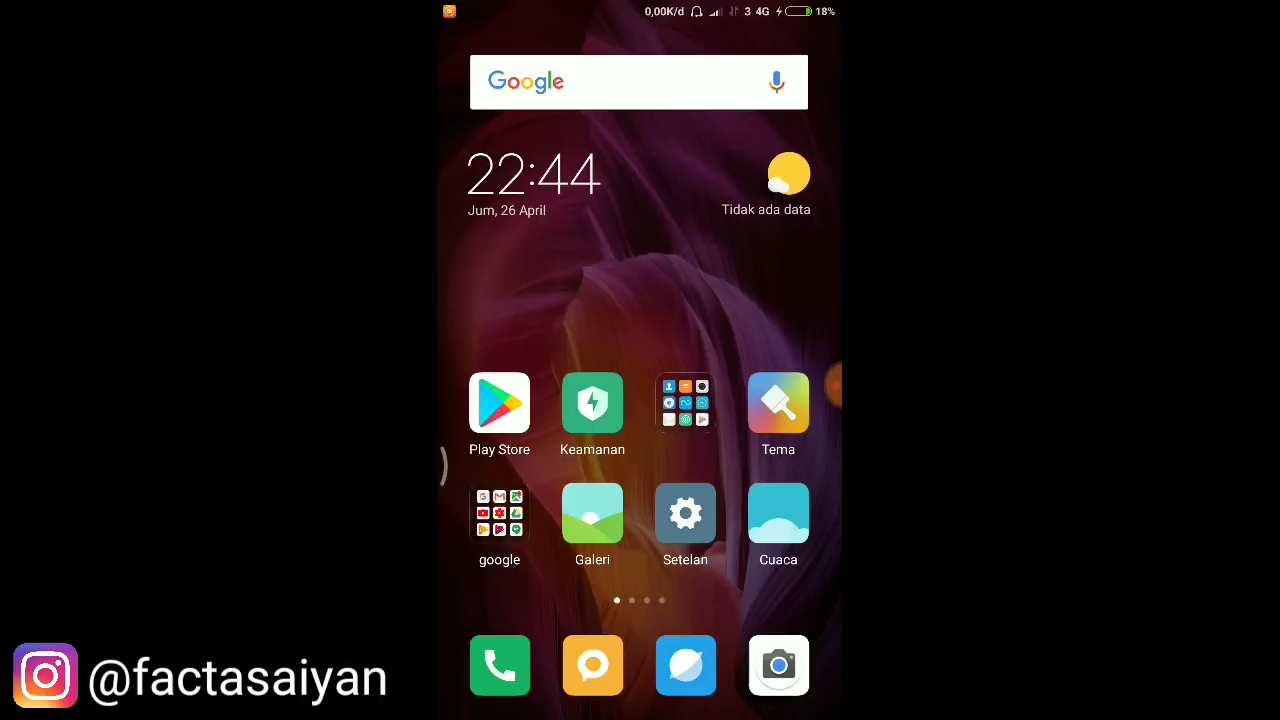 0,00K/d 3 4G 18%
Google
22:44
Jum, 26 April
Tidak ada data
Play Store Keamanan Tema
google Galeri Setelan Cuaca
@factasaiyan